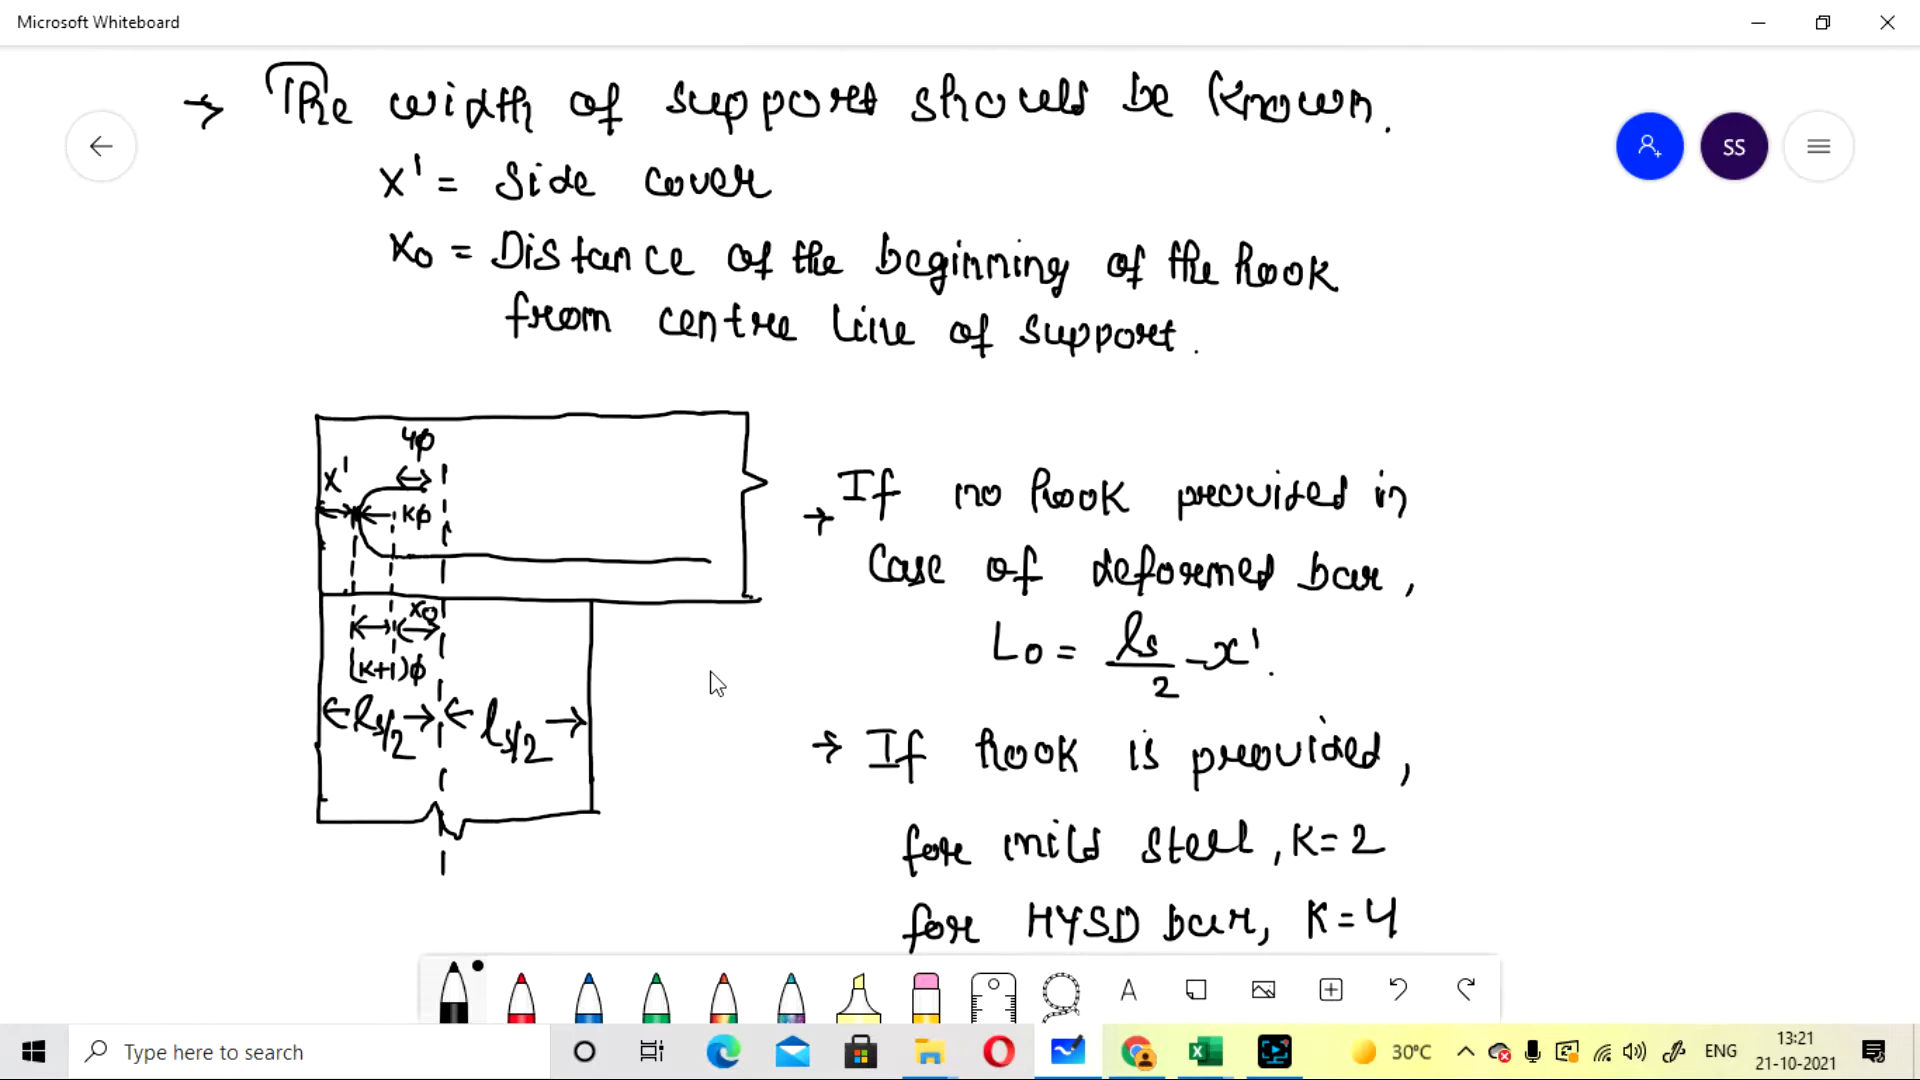 Microsoft Whiteboard
→ The width of support should be known.
x' = Side cover
x₀ = Distance of the beginning of the hook
from centre line of support.
SS
4φ
x'
kφ
x₀
(k+1)φ
ls/2
ls/2
→ If no hook provided in
Case of deformed bar,
L₀ = ls/2 - x'.
→ If hook is provided,
for mild steel, K=2
for HYSD bar, K=4
A
Type here to search
30°C
ENG
13:21
21-10-2021